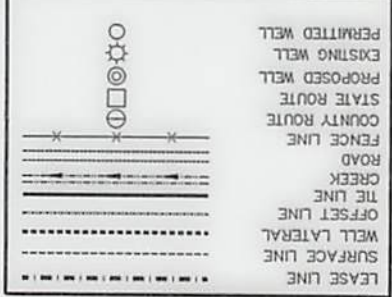 LEASE LINE
SURFACE LINE
WELL LATERAL
OFFSET LINE
TIE LINE
CREEK
ROAD
FENCE LINE
COUNTY ROUTE
STATE ROUTE
PROPOSED WELL
EXISTING WELL
PERMITTED WELL